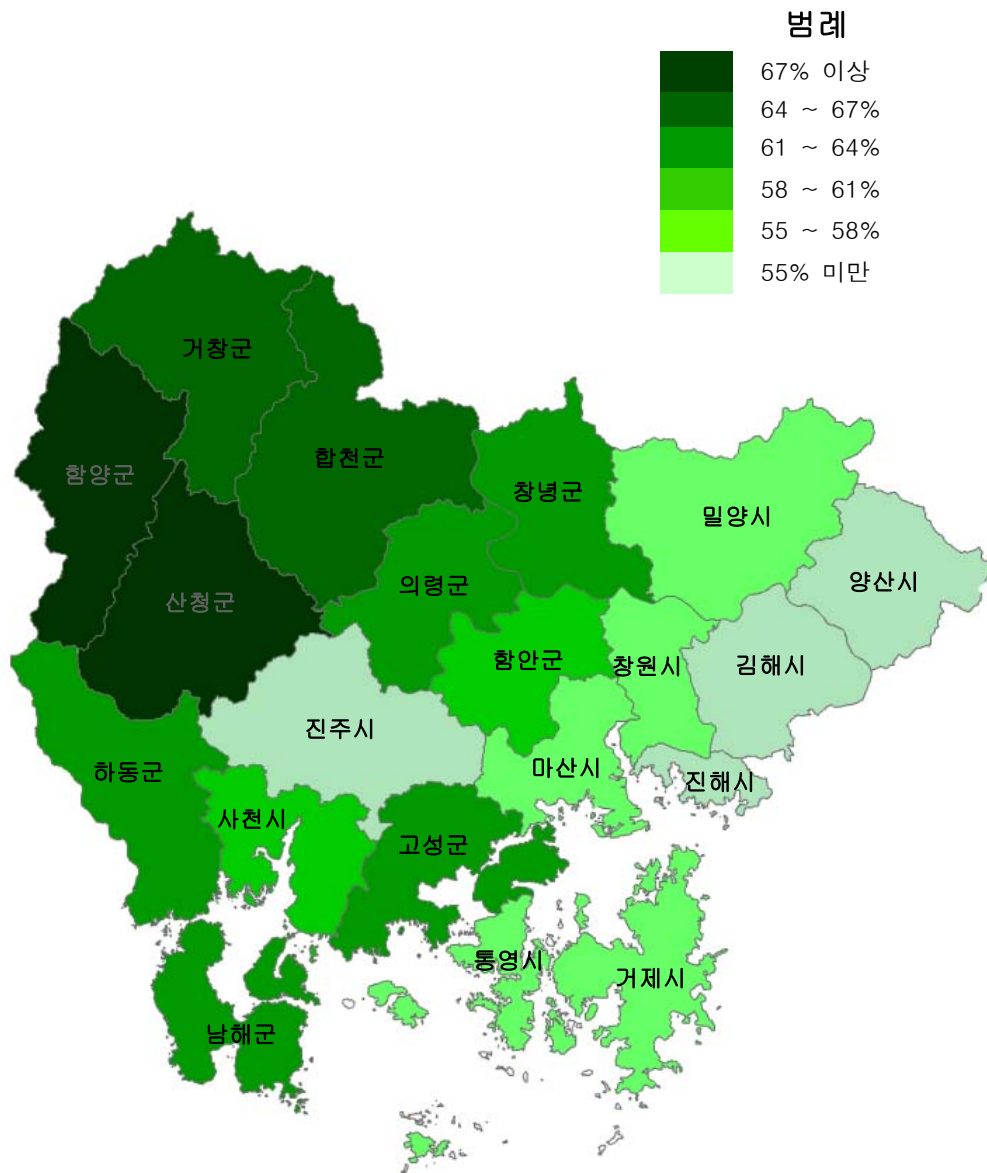 범례
67% 이상
64 ~ 67%
61 ~ 64%
58 ~ 61%
55 ~ 58%
55% 미만
거창군
함양군
합천군
창녕군
밀양시
양산시
산청군
의령군
함안군
창원시
김해시
진주시
하동군
마산시
진해시
사천시
고성군
통영시
거제시
남해군